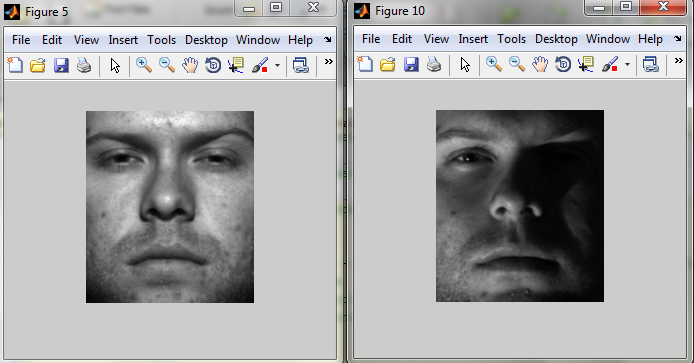 Figure 5
File Edit View Insert Tools Desktop Window Help
Figure 10
File Edit View Insert Tools Desktop Window Help